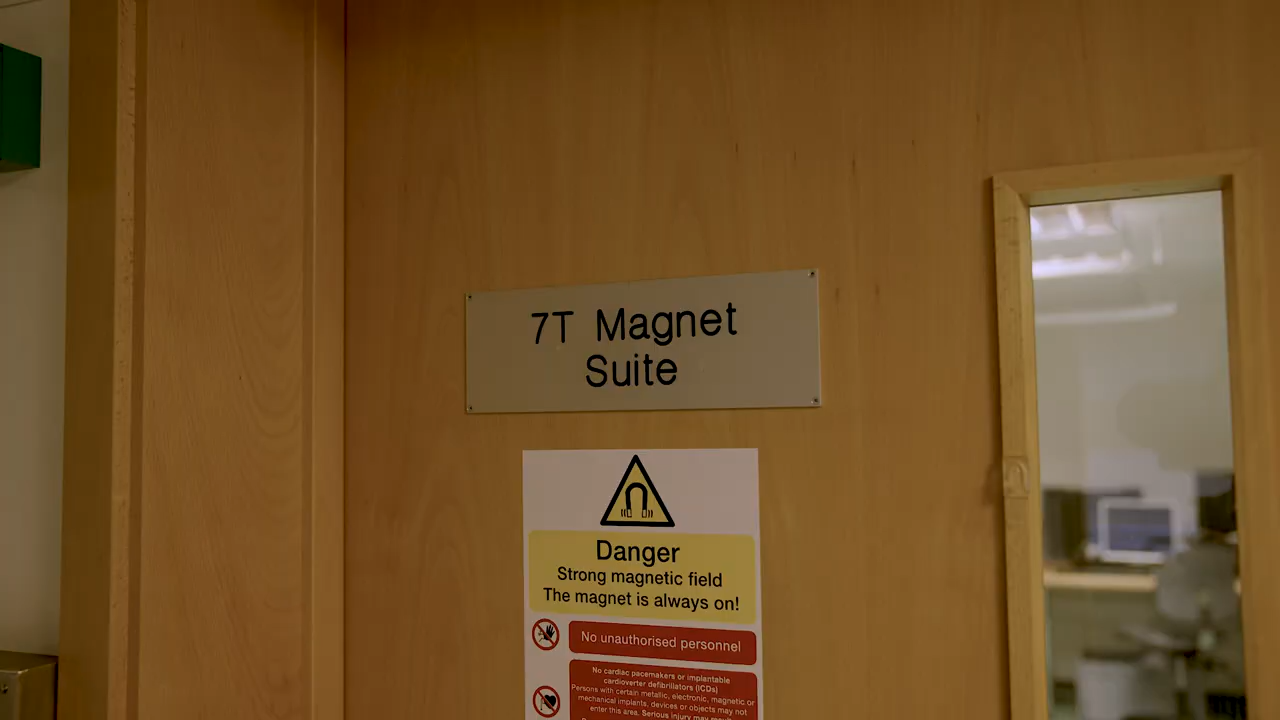 7T Magnet
Suite
Danger
Strong magnetic field
The magnet is always on!
No unauthorised personnel
No cardiac pacemakers or implantable
cardioverter defibrillators (ICDs)
Persons with certain metallic, electronic, magnetic or
mechanical implants, devices or objects may not
enter this area. Serious injury may